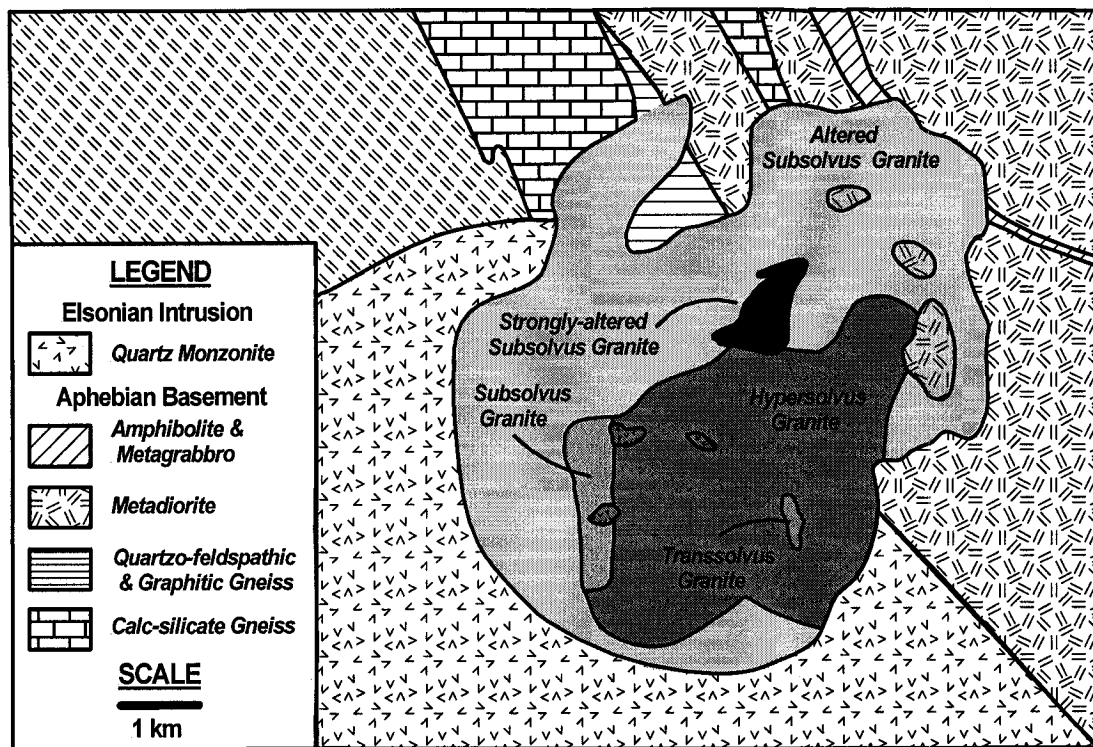 Altered
Subsolvus Granite
Strongly-altered
Subsolvus Granite
Subsolvus
Granite
Hypersolvus
Granite
Transsolvus
Granite
LEGEND
Elsonian Intrusion
Quartz Monzonite
Aphebian Basement
Amphibolite &
Metagrabbro
Metadiorite
Quartzo-feldspathic
& Graphitic Gneiss
Calc-silicate Gneiss
SCALE
1 km